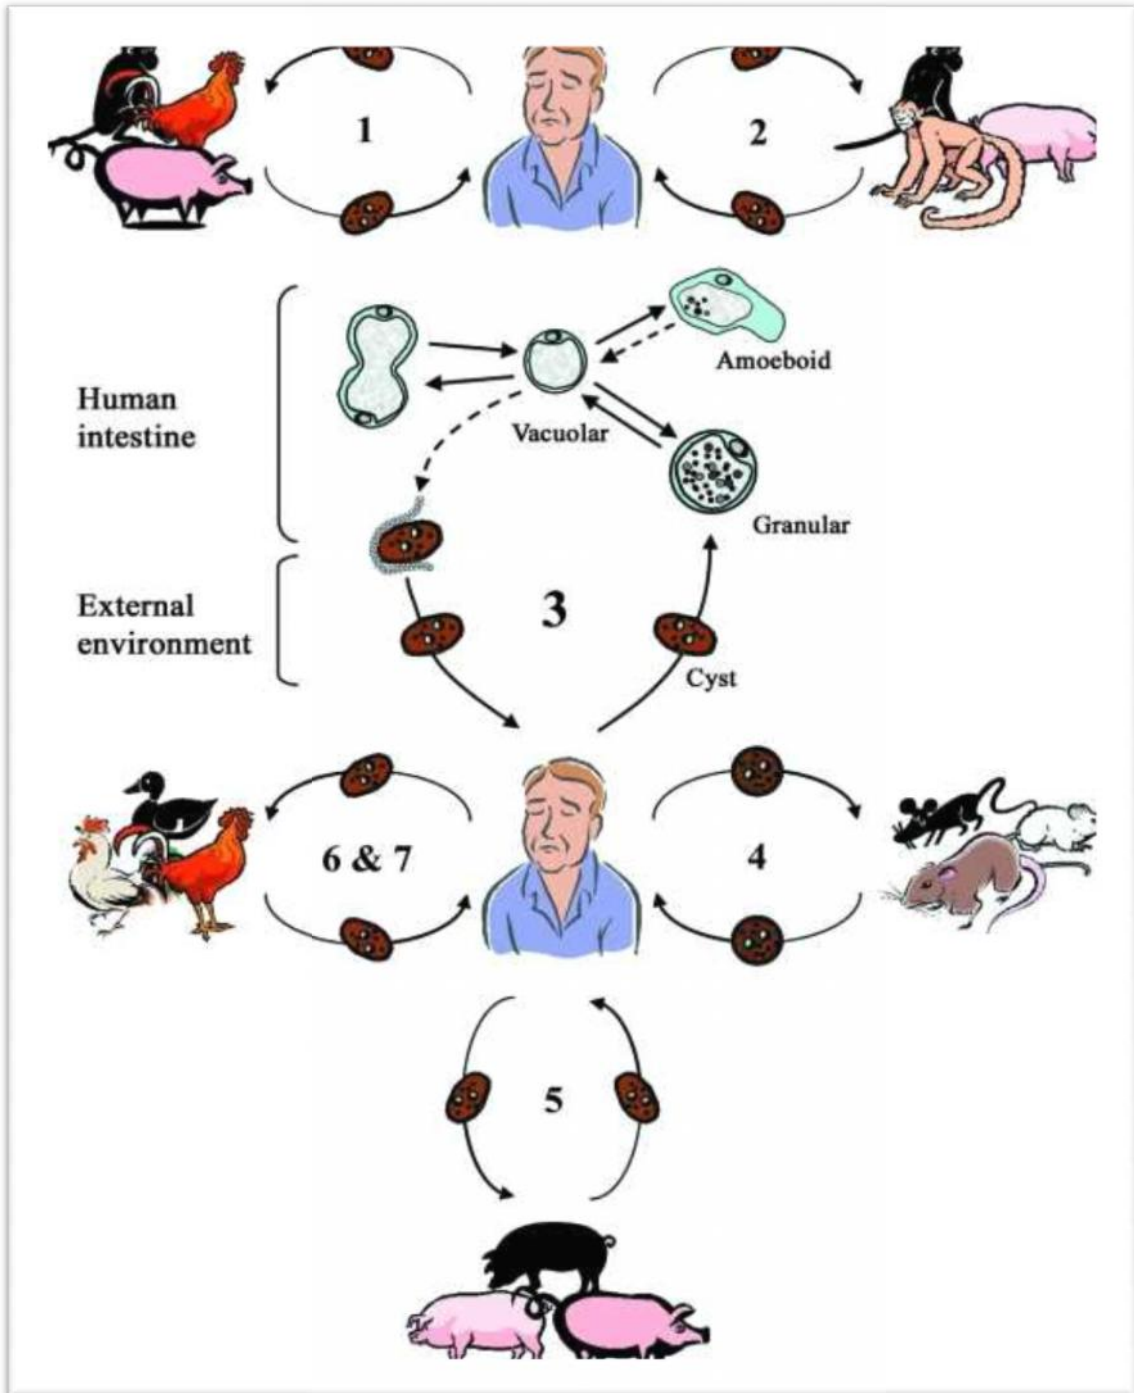 1
2
Amoeboid
Human
intestine
Vacuolar
Granular
External
environment
3
Cyst
6 & 7
4
5